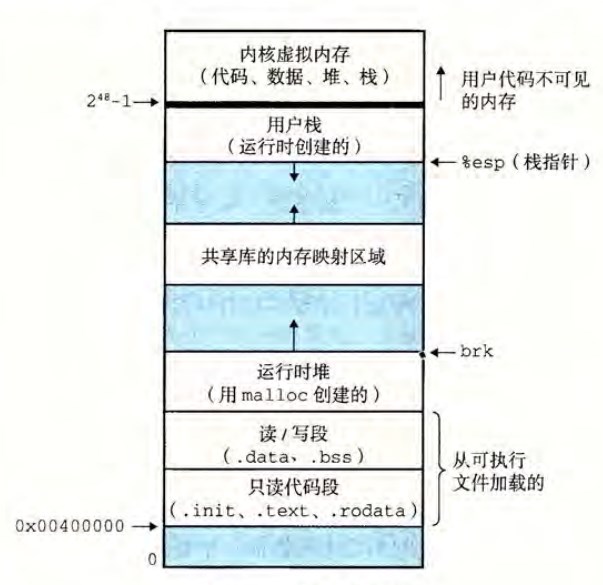 内核虚拟内存
（代码、数据、堆、栈）
用户代码不可见
的内存
2⁴⁸-1
用户栈
（运行时创建的）
%esp（栈指针）
共享库的内存映射区域
brk
运行时堆
（用 malloc 创建的）
读/写段
（.data、.bss）
从可执行
文件加载的
只读代码段
（.init、.text、.rodata）
0x00400000
0